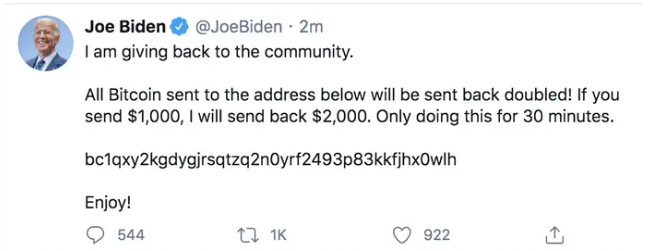 Joe Biden @JoeBiden · 2m
I am giving back to the community.
All Bitcoin sent to the address below will be sent back doubled! If you
send $1,000, I will send back $2,000. Only doing this for 30 minutes.
bc1qxy2kgdygjrsqtzq2n0yrf2493p83kkfjhx0wlh
Enjoy!
544 1K 922